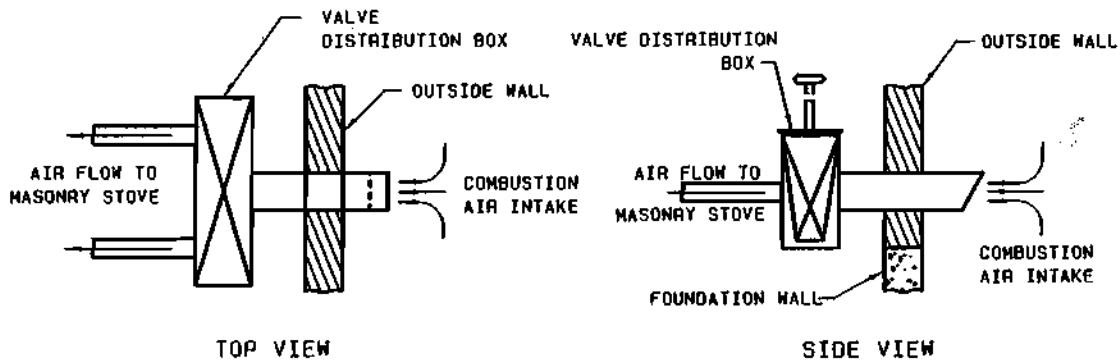 VALVE
DISTRIBUTION BOX
OUTSIDE WALL
AIR FLOW TO
MASONRY STOVE
COMBUSTION
AIR INTAKE
TOP VIEW
VALVE DISTRIBUTION
BOX
OUTSIDE WALL
AIR FLOW TO
MASONRY STOVE
COMBUSTION
AIR INTAKE
FOUNDATION WALL
SIDE VIEW